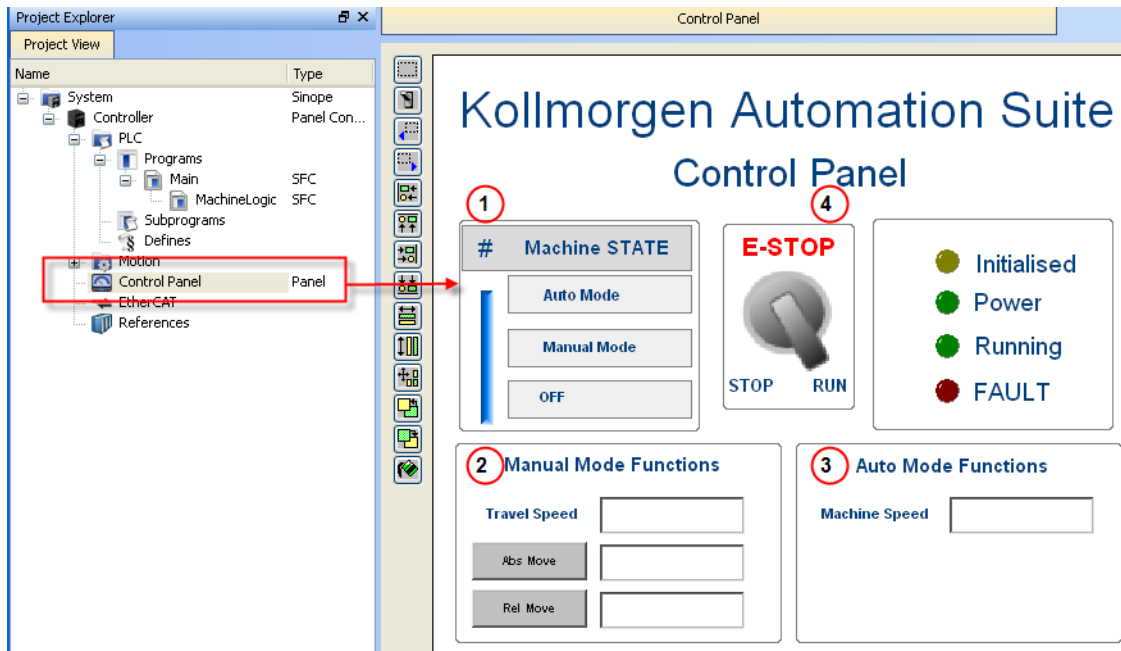 Project Explorer
Project View
Name Type
System Sinope
Controller Panel Con...
PLC
Programs
Main SFC
MachineLogic SFC
Subprograms
Defines
Motion
Control Panel Panel
EtherCAT
References
Control Panel
Kollmorgen Automation Suite
Control Panel
1
# Machine STATE
Auto Mode
Manual Mode
OFF
4
E-STOP
STOP RUN
Initialised
Power
Running
FAULT
2 Manual Mode Functions
Travel Speed
Abs Move
Rel Move
3 Auto Mode Functions
Machine Speed